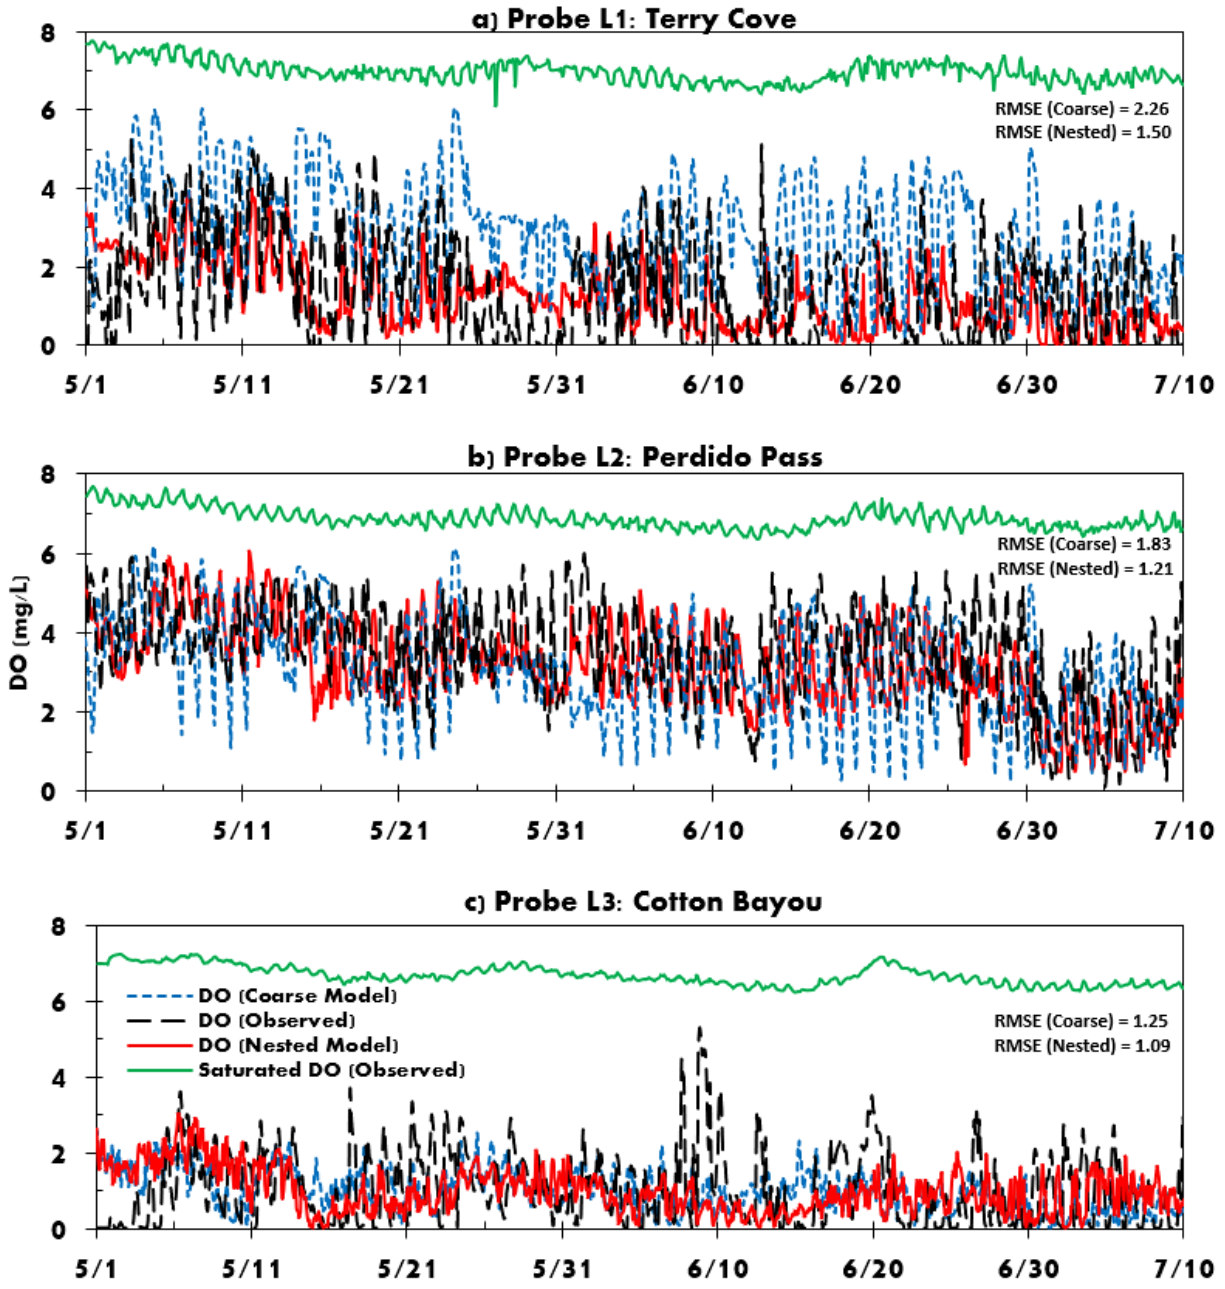 a) Probe L1: Terry Cove
8
6
4
2
0
RMSE (Coarse) = 2.26
RMSE (Nested) = 1.50
5/1 5/11 5/21 5/31 6/10 6/20 6/30 7/10
b) Probe L2: Perdido Pass
8
6
4
2
0
DO (mg/L)
RMSE (Coarse) = 1.83
RMSE (Nested) = 1.21
5/1 5/11 5/21 5/31 6/10 6/20 6/30 7/10
c) Probe L3: Cotton Bayou
8
6
4
2
0
DO (Coarse Model)
DO (Observed)
DO (Nested Model)
Saturated DO (Observed)
RMSE (Coarse) = 1.25
RMSE (Nested) = 1.09
5/1 5/11 5/21 5/31 6/10 6/20 6/30 7/10